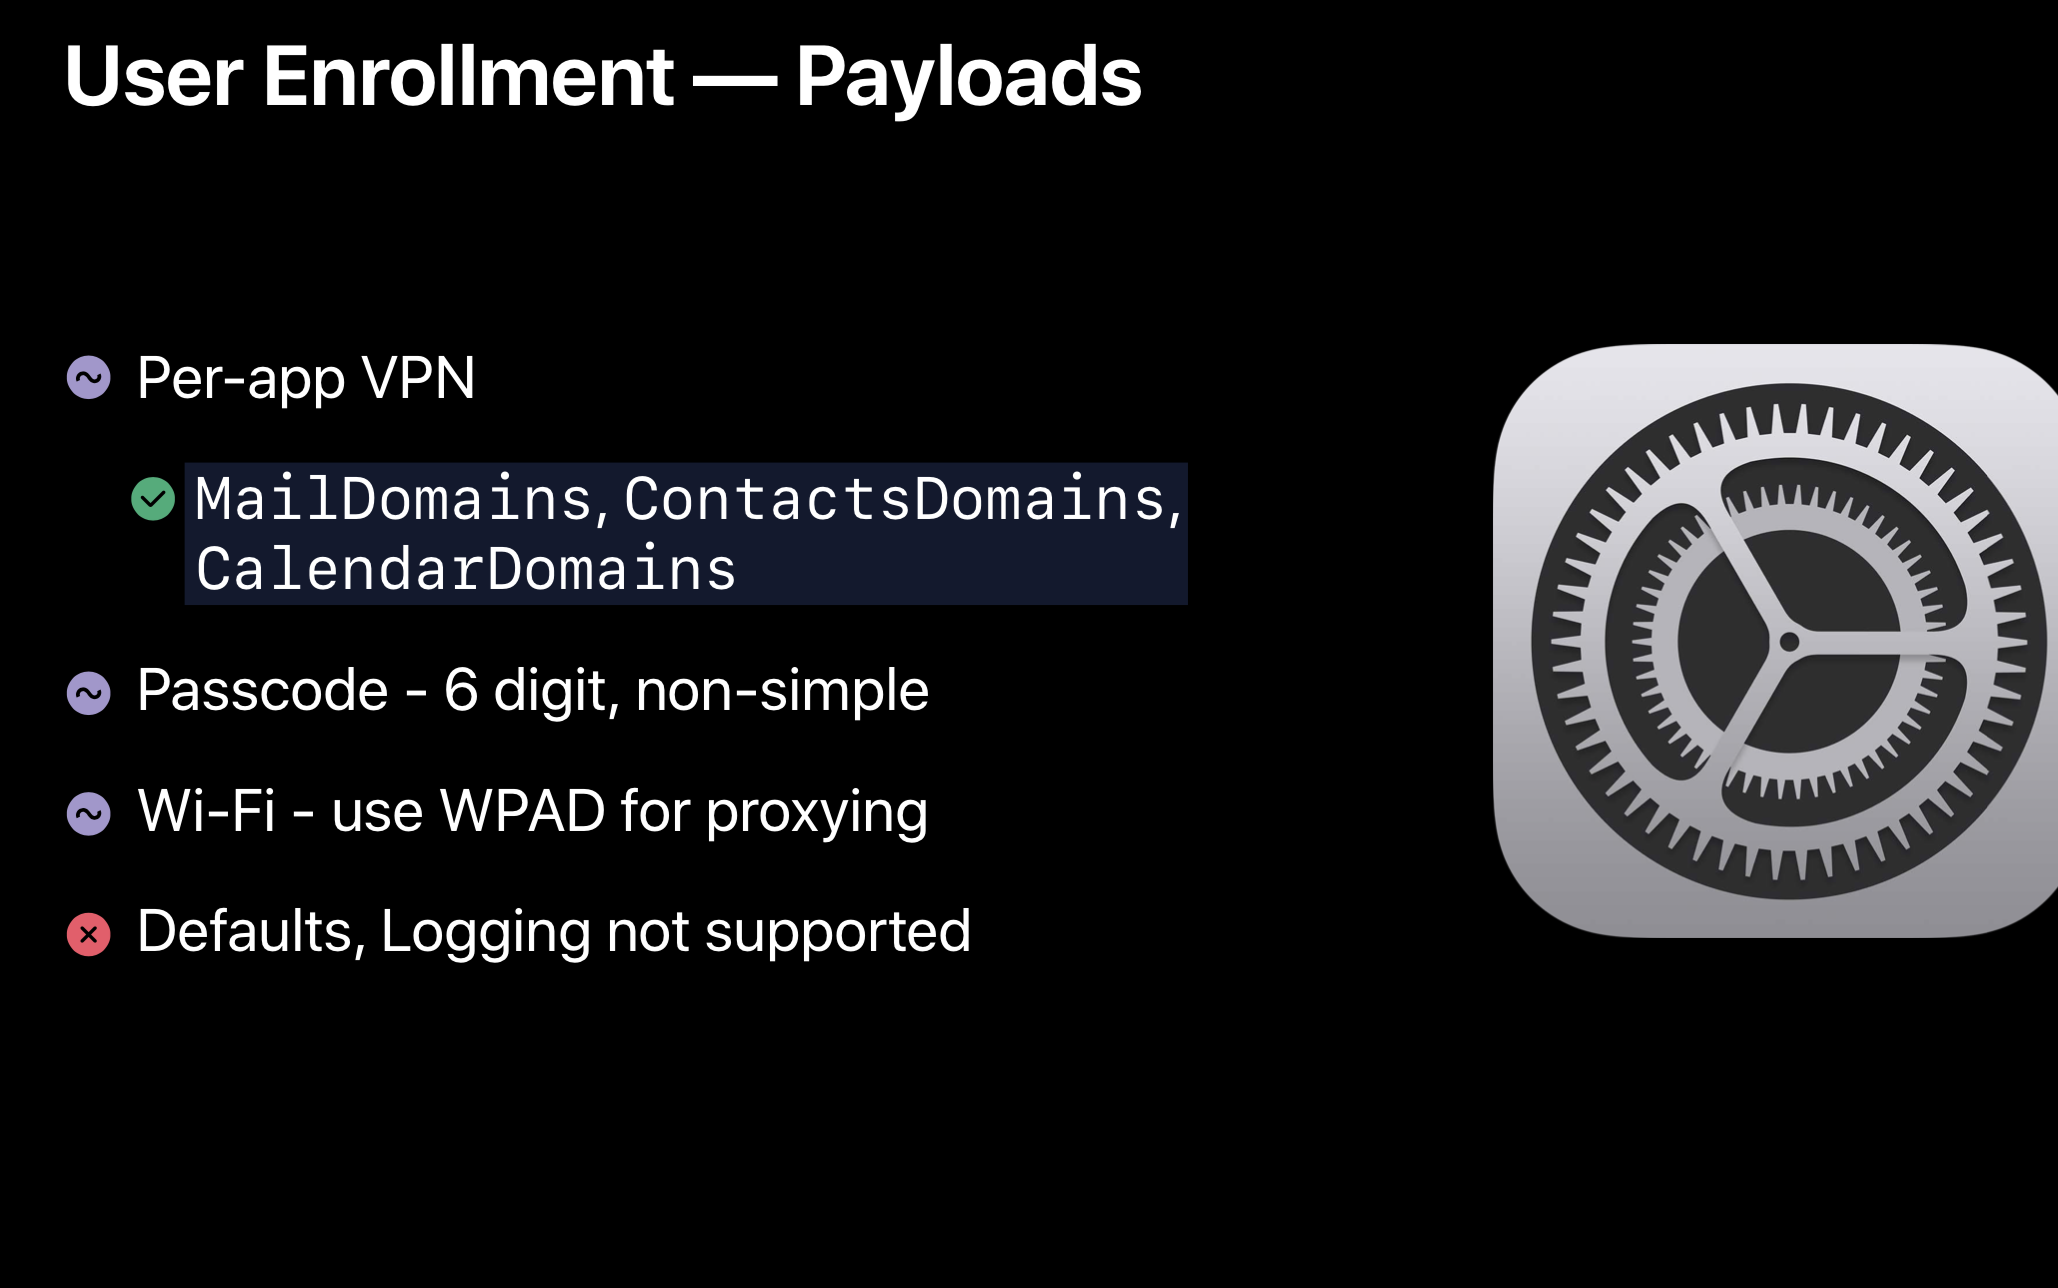 User Enrollment — Payloads
Per-app VPN
MailDomains, ContactsDomains,
CalendarDomains
Passcode - 6 digit, non-simple
Wi-Fi - use WPAD for proxying
Defaults, Logging not supported